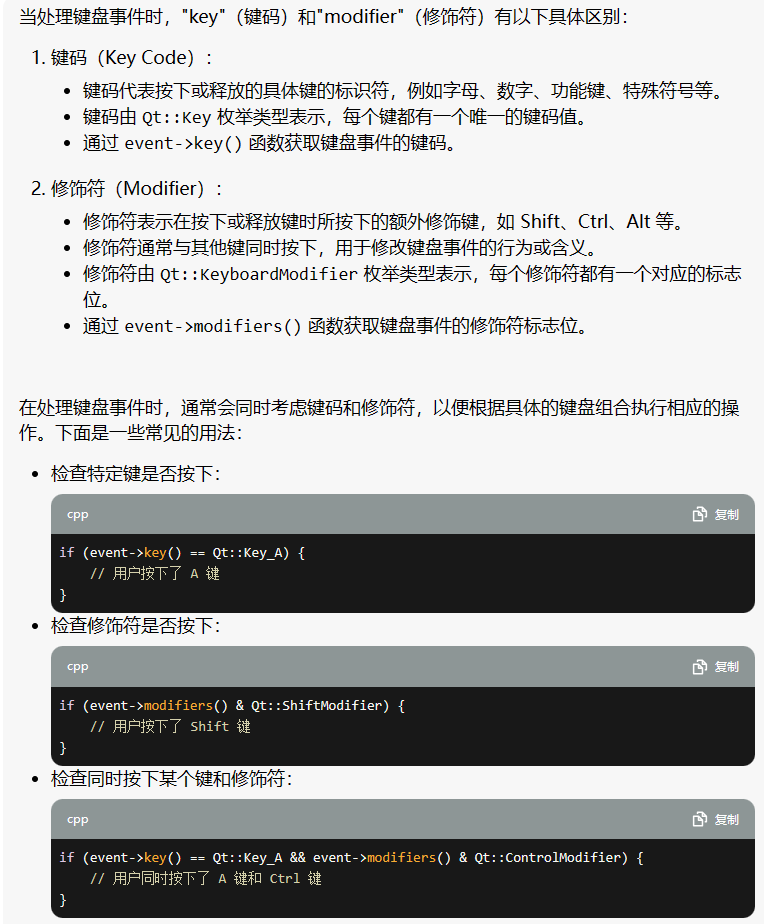 当处理键盘事件时，"key"（键码）和"modifier"（修饰符）有以下具体区别：
1. 键码（Key Code）：
• 键码代表按下或释放的具体键的标识符，例如字母、数字、功能键、特殊符号等。
• 键码由 Qt::Key 枚举类型表示，每个键都有一个唯一的键码值。
• 通过 event->key() 函数获取键盘事件的键码。
2. 修饰符（Modifier）：
• 修饰符表示在按下或释放键时所按下的额外修饰键，如 Shift、Ctrl、Alt 等。
• 修饰符通常与其他键同时按下，用于修改键盘事件的行为或含义。
• 修饰符由 Qt::KeyboardModifier 枚举类型表示，每个修饰符都有一个对应的标志
位。
• 通过 event->modifiers() 函数获取键盘事件的修饰符标志位。
在处理键盘事件时，通常会同时考虑键码和修饰符，以便根据具体的键盘组合执行相应的操
作。下面是一些常见的用法：
• 检查特定键是否按下：
cpp 复制
if (event->key() == Qt::Key_A) {
    // 用户按下了 A 键
}
• 检查修饰符是否按下：
cpp 复制
if (event->modifiers() & Qt::ShiftModifier) {
    // 用户按下了 Shift 键
}
• 检查同时按下某个键和修饰符：
cpp 复制
if (event->key() == Qt::Key_A && event->modifiers() & Qt::ControlModifier) {
    // 用户同时按下了 A 键和 Ctrl 键
}